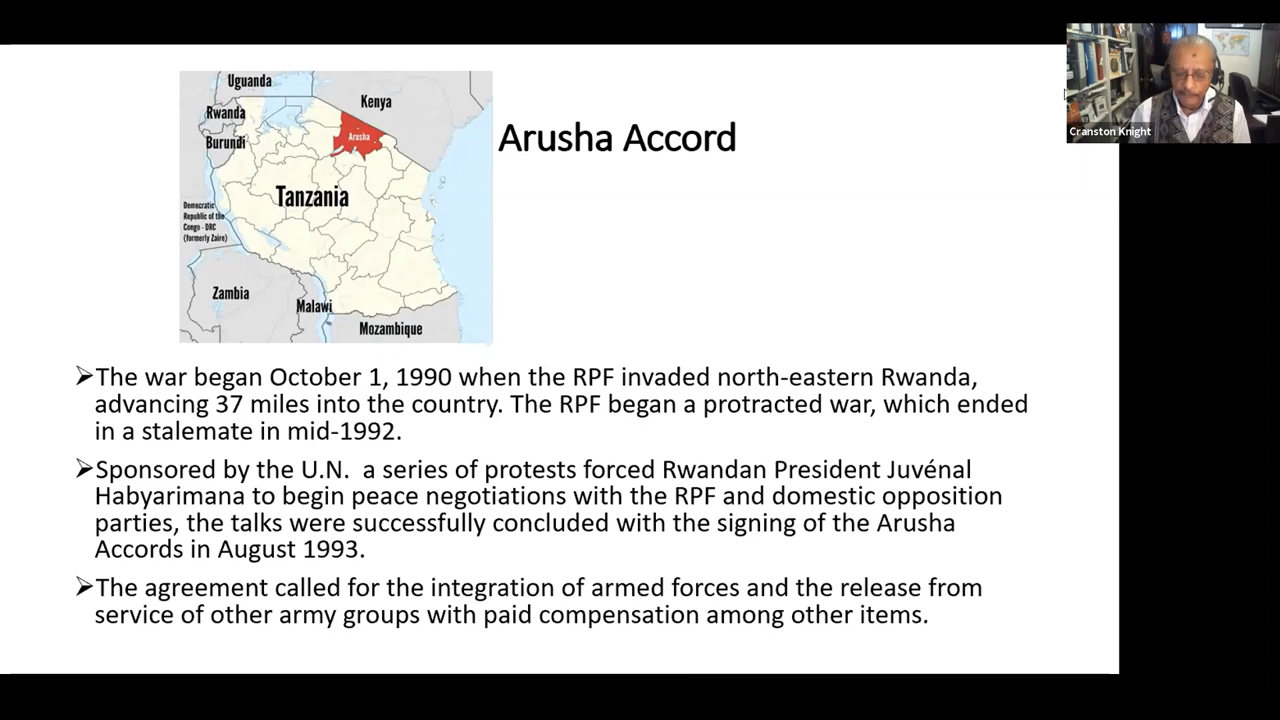 Uganda
Kenya
Rwanda
Arusha
Burundi
Tanzania
Democratic
Republic of the
Congo - DRC
(formerly Zaire)
Zambia
Malawi
Mozambique
Arusha Accord
Cranston Knight
➢The war began October 1, 1990 when the RPF invaded north-eastern Rwanda,
advancing 37 miles into the country. The RPF began a protracted war, which ended
in a stalemate in mid-1992.
➢Sponsored by the U.N.  a series of protests forced Rwandan President Juvénal
Habyarimana to begin peace negotiations with the RPF and domestic opposition
parties, the talks were successfully concluded with the signing of the Arusha
Accords in August 1993.
➢The agreement called for the integration of armed forces and the release from
service of other army groups with paid compensation among other items.